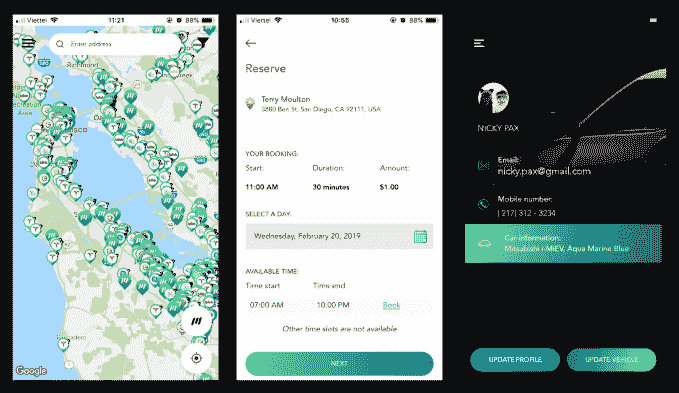 Viettel 11:21 88%
Enter address
Richmond
Google
Viettel 10:55 88%
Reserve
Terry Moulton
3880 Ben St, San Diego, CA 92111, USA
YOUR BOOKING:
Start: Duration: Amount:
11:00 AM 30 minutes $1.00
SELECT A DAY:
Wednesday, February 20, 2019
AVAILABLE TIME:
Time start Time end
07:00 AM 10:00 PM Book
Other time slots are not available
NEXT
NICKY PAX
Email:
nicky.pax@gmail.com
Mobile number:
(217) 312 - 3234
Car information:
Mitsubishi i-MiEV, Aqua Marine Blue
UPDATE PROFILE
UPDATE VEHICLE